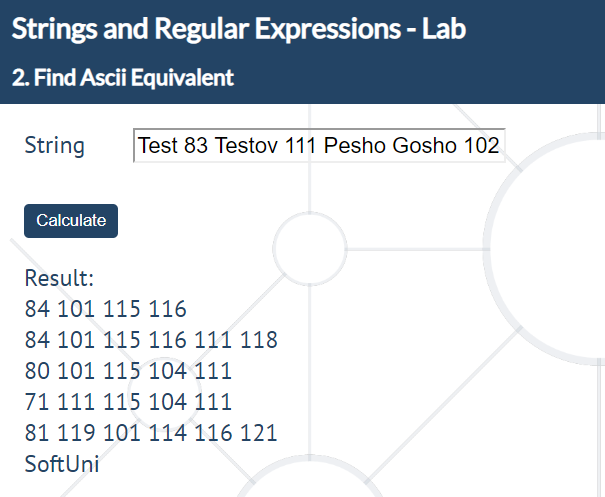 Strings and Regular Expressions - Lab
2. Find Ascii Equivalent
String Test 83 Testov 111 Pesho Gosho 102
Calculate
Result:
84 101 115 116
84 101 115 116 111 118
80 101 115 104 111
71 111 115 104 111
81 119 101 114 116 121
SoftUni